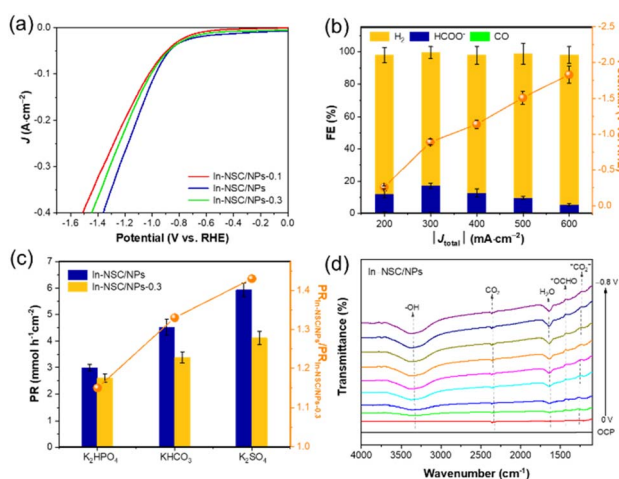 (a)
0.0
-0.1
-0.2
-0.3
-0.4
J (A·cm⁻²)
In-NSC/NPs-0.1
In-NSC/NPs
In-NSC/NPs-0.3
-1.6 -1.4 -1.2 -1.0 -0.8 -0.6 -0.4 -0.2 0.0
Potential (V vs. RHE)
(b)
H₂ HCOO⁻ CO
100
80
60
40
20
0
FE (%)
-2.5
-2.0
-1.5
-1.0
-0.5
0.0
200 300 400 500 600
|J_total| (mA·cm⁻²)
(c)
7
6
5
4
3
2
1
0
PR (mmol h⁻¹cm⁻²)
In-NSC/NPs
In-NSC/NPs-0.3
1.4
1.3
1.2
1.1
1.0
PR_In-NSC/NPs/PR_In-NSC/NPs-0.3
K₂HPO₄ KHCO₃ K₂SO₄
(d)
In NSC/NPs
Transmittance (%)
-OH
CO₂
H₂O
*OCHO
*CO₂⁻
-0.8 V
0 V
OCP
4000 3500 3000 2500 2000 1500
Wavenumber (cm⁻¹)